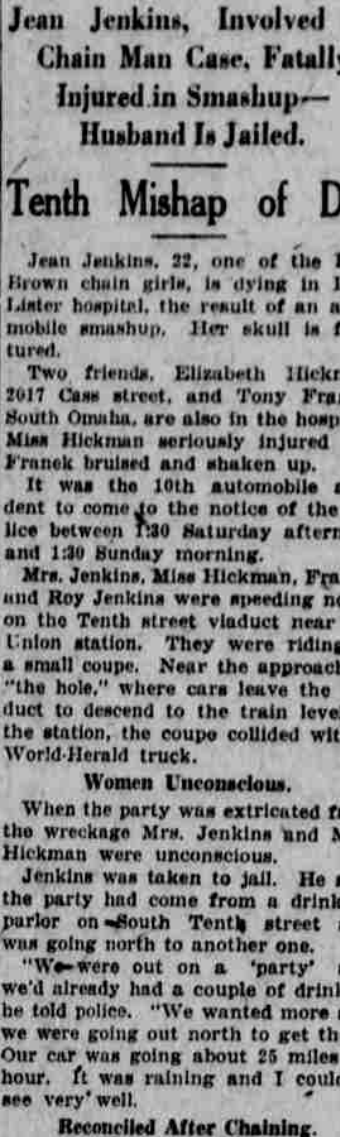 Jean Jenkins, Involved
Chain Man Case, Fatally
Injured in Smashup—
Husband Is Jailed.
Tenth Mishap of D
Jean Jenkins, 22, one of the
Brown chain girls, is dying in
Lister hospital, the result of an a
mobile smashup. Her skull is f
tured.
Two friends, Elizabeth Hickm
2017 Cass street, and Tony Fra
South Omaha, are also in the hosp
Miss Hickman seriously injured
Franek bruised and shaken up.
It was the 10th automobile a
dent to come to the notice of the
lice between 1:30 Saturday aftern
and 1:30 Sunday morning.
Mrs. Jenkins, Miss Hickman, Fra
and Roy Jenkins were speeding no
on the Tenth street viaduct near
Union station. They were riding
a small coupe. Near the approach
"the hole," where cars leave the
duct to descend to the train leve
the station, the coupe collided wit
World-Herald truck.
Women Unconscious.
When the party was extricated f
the wreckage Mrs. Jenkins and M
Hickman were unconscious.
Jenkins was taken to jail. He s
the party had come from a drink
parlor on South Tenth street
was going north to another one.
"We were out on a 'party'
we'd already had a couple of drink
he told police. "We wanted more
we were going out north to get th
Our car was going about 25 miles
hour. It was raining and I could
see very well.
Reconciled After Chaining.